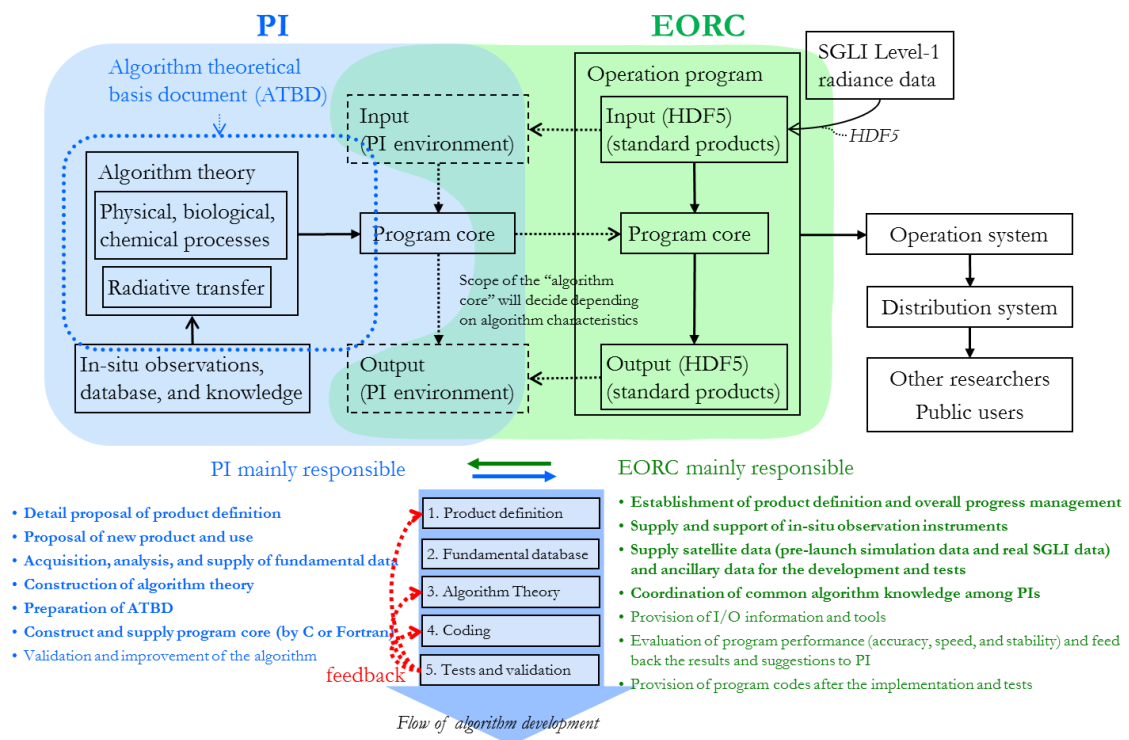 PI
EORC
Algorithm theoretical
basis document (ATBD)
Algorithm theory
Physical, biological,
chemical processes
Radiative transfer
In-situ observations,
database, and knowledge
Input
(PI environment)
Program core
Scope of the “algorithm
core” will decide depending
on algorithm characteristics
Output
(PI environment)
Operation program
Input (HDF5)
(standard products)
Program core
Output (HDF5)
(standard products)
SGLI Level-1
radiance data
HDF5
Operation system
Distribution system
Other researchers
Public users
PI mainly responsible
• Detail proposal of product definition
• Proposal of new product and use
• Acquisition, analysis, and supply of fundamental data
• Construction of algorithm theory
• Preparation of ATBD
• Construct and supply program core (by C or Fortran)
• Validation and improvement of the algorithm
feedback
1. Product definition
2. Fundamental database
3. Algorithm Theory
4. Coding
5. Tests and validation
Flow of algorithm development
EORC mainly responsible
• Establishment of product definition and overall progress management
• Supply and support of in-situ observation instruments
• Supply satellite data (pre-launch simulation data and real SGLI data)
and ancillary data for the development and tests
• Coordination of common algorithm knowledge among PIs
• Provision of I/O information and tools
• Evaluation of program performance (accuracy, speed, and stability) and feed
back the results and suggestions to PI
• Provision of program codes after the implementation and tests